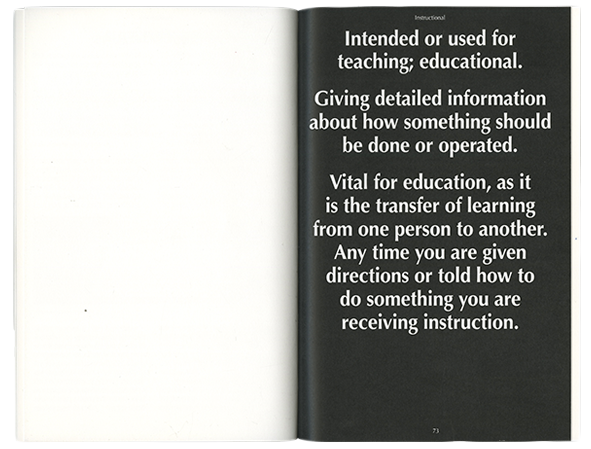 Instructional
Intended or used for
teaching; educational.
Giving detailed information
about how something should
be done or operated.
Vital for education, as it
is the transfer of learning
from one person to another.
Any time you are given
directions or told how to
do something you are
receiving instruction.
73